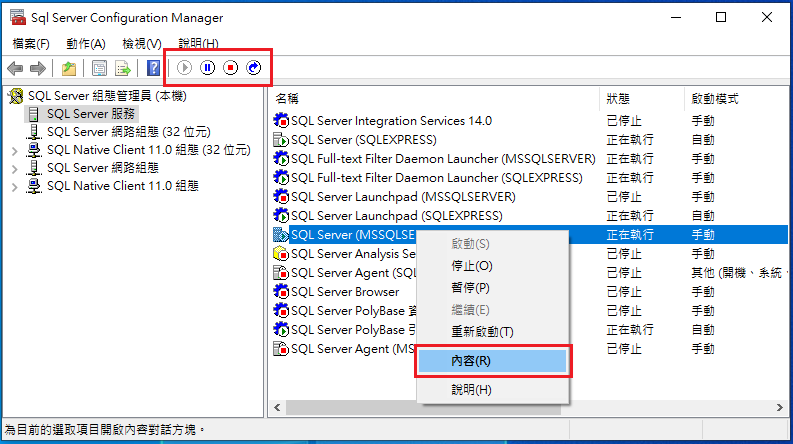 Sql Server Configuration Manager
檔案(F) 動作(A) 檢視(V) 說明(H)
SQL Server 組態管理員 (本機)
SQL Server 服務
SQL Server 網路組態 (32 位元)
SQL Native Client 11.0 組態 (32 位元)
SQL Server 網路組態
SQL Native Client 11.0 組態
名稱 狀態 啟動模式
SQL Server Integration Services 14.0 已停止 手動
SQL Server (SQLEXPRESS) 正在執行 自動
SQL Full-text Filter Daemon Launcher (MSSQLSERVER) 正在執行 手動
SQL Full-text Filter Daemon Launcher (SQLEXPRESS) 正在執行 手動
SQL Server Launchpad (MSSQLSERVER) 已停止 手動
SQL Server Launchpad (SQLEXPRESS) 正在執行 自動
SQL Server (MSSQLSE 正在執行 手動
SQL Server Analysis Se 已停止 手動
SQL Server Agent (SQL 已停止 其他 (開機、系統、
SQL Server Browser 已停止 手動
SQL Server PolyBase 資 已停止 手動
SQL Server PolyBase 引 正在執行 自動
SQL Server Agent (MS 已停止 手動
啟動(S)
停止(O)
暫停(P)
繼續(E)
重新啟動(T)
內容(R)
說明(H)
為目前的選取項目開啟內容對話方塊。